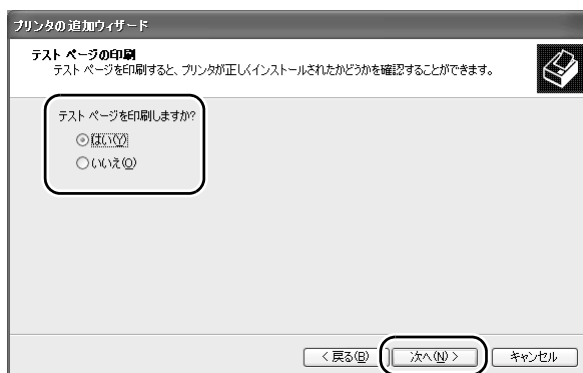 プリンタの追加ウィザード
テスト ページの印刷
テスト ページを印刷すると、プリンタが正しくインストールされたかどうかを確認することができます。
テスト ページを印刷しますか?
はい(Y)
いいえ(O)
< 戻る(B)
次へ(N) >
キャンセル